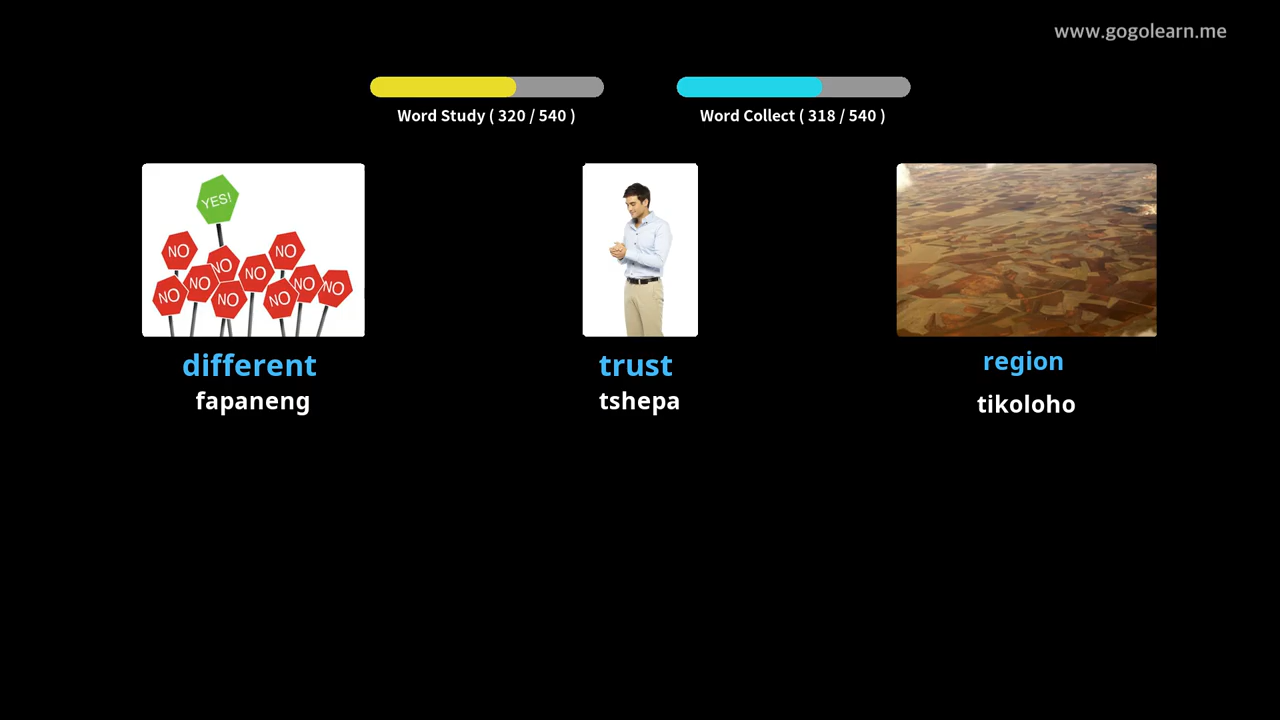 www.gogolearn.me
Word Study ( 320 / 540 )
Word Collect ( 318 / 540 )
YES!
NO
NO
NO
NO
NO
NO
NO
NO
NO
NO
different
trust
region
fapaneng
tshepa
tikoloho